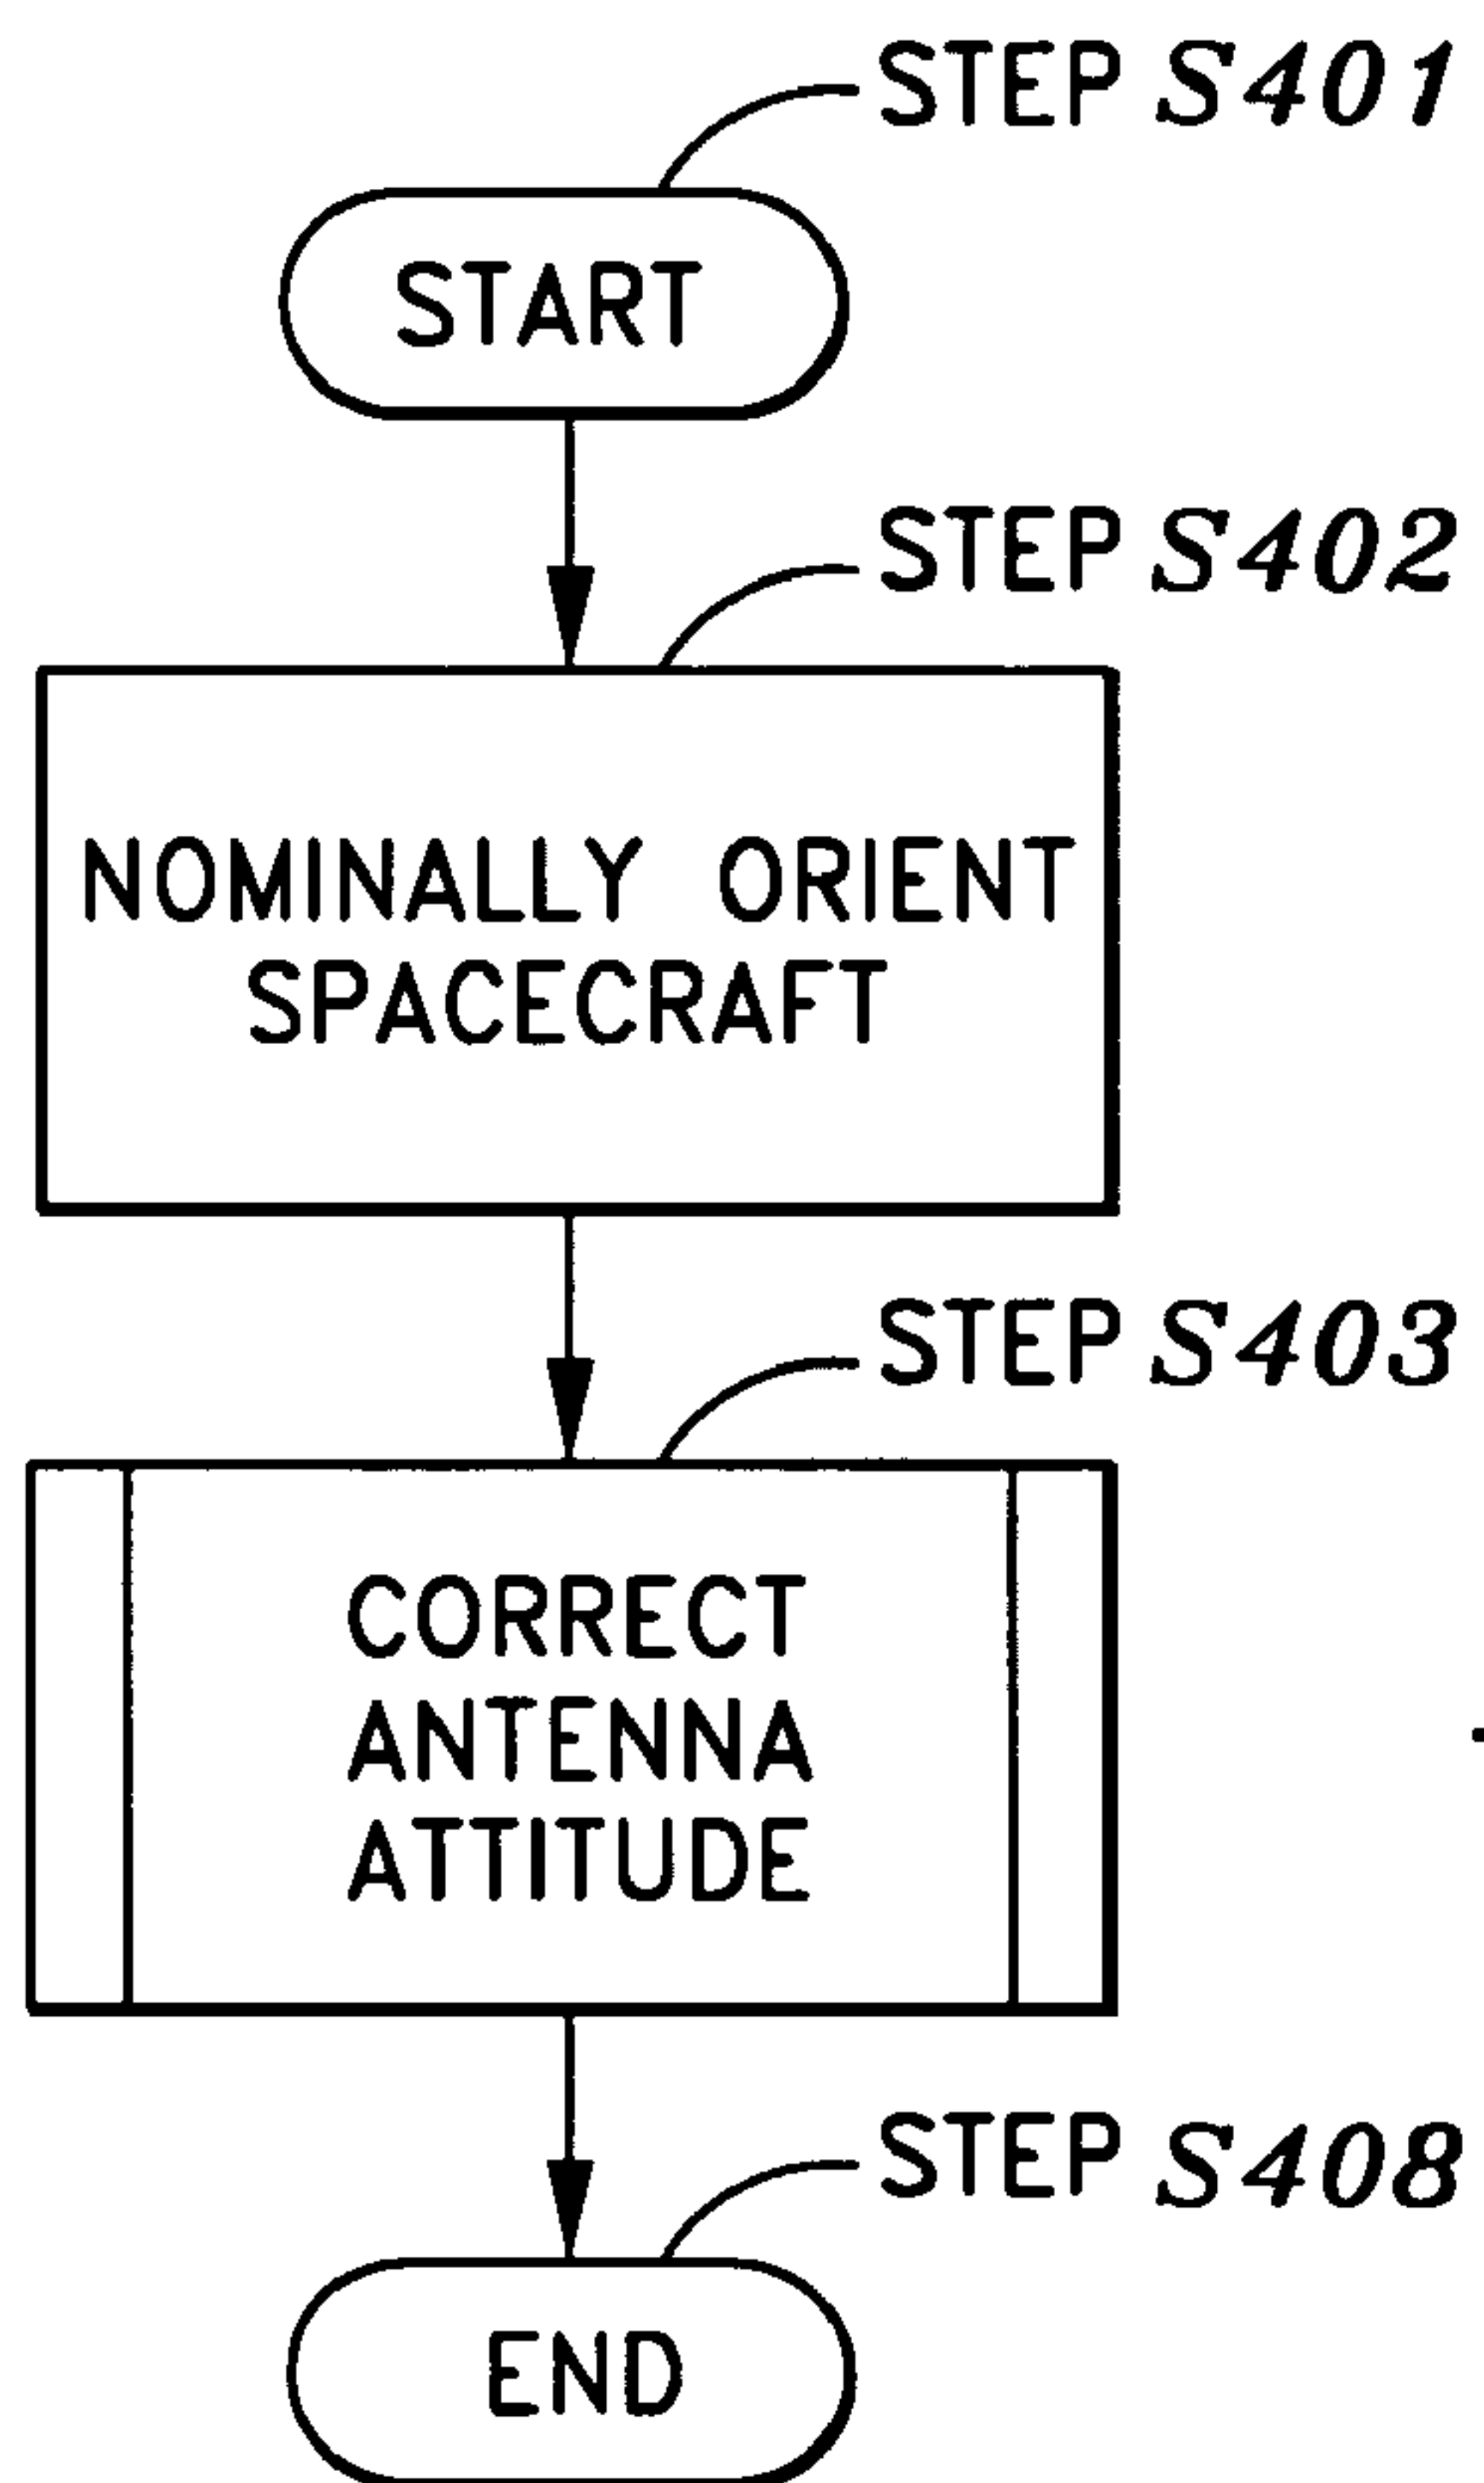 STEP S401
START
STEP S402
NOMINALLY ORIENT
SPACECRAFT
STEP S403
CORRECT
ANTENNA
ATTITUDE
STEP S408
END